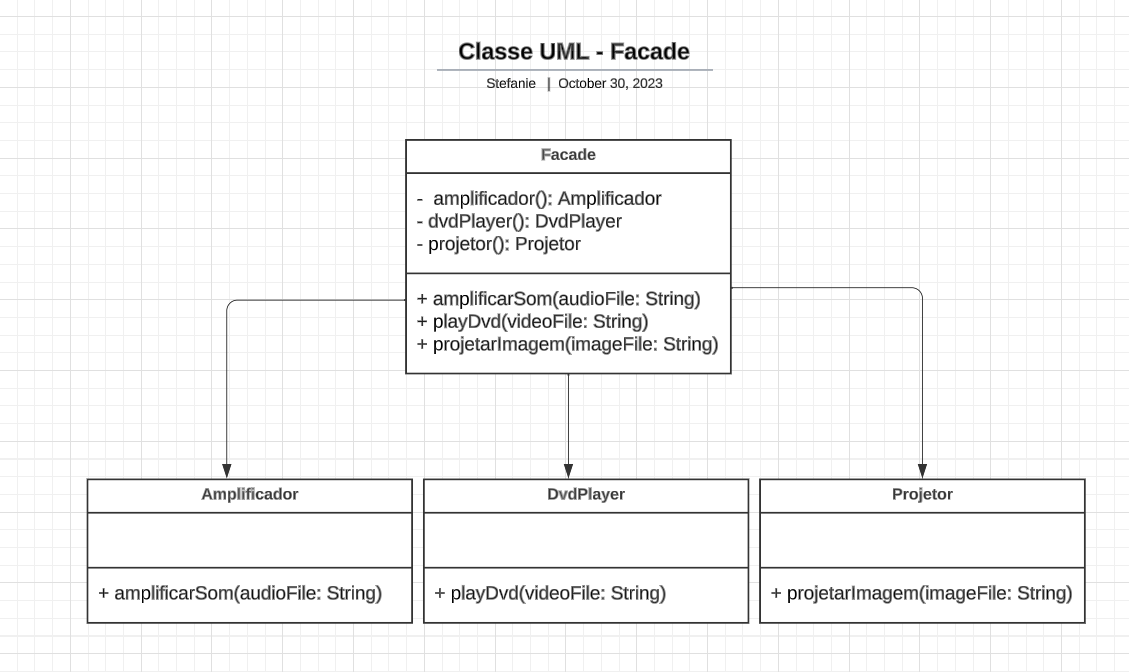 Classe UML - Facade
Stefanie | October 30, 2023
Facade
- amplificador(): Amplificador
- dvdPlayer(): DvdPlayer
- projetor(): Projetor
+ amplificarSom(audioFile: String)
+ playDvd(videoFile: String)
+ projetarImagem(imageFile: String)
Amplificador
+ amplificarSom(audioFile: String)
DvdPlayer
+ playDvd(videoFile: String)
Projetor
+ projetarImagem(imageFile: String)